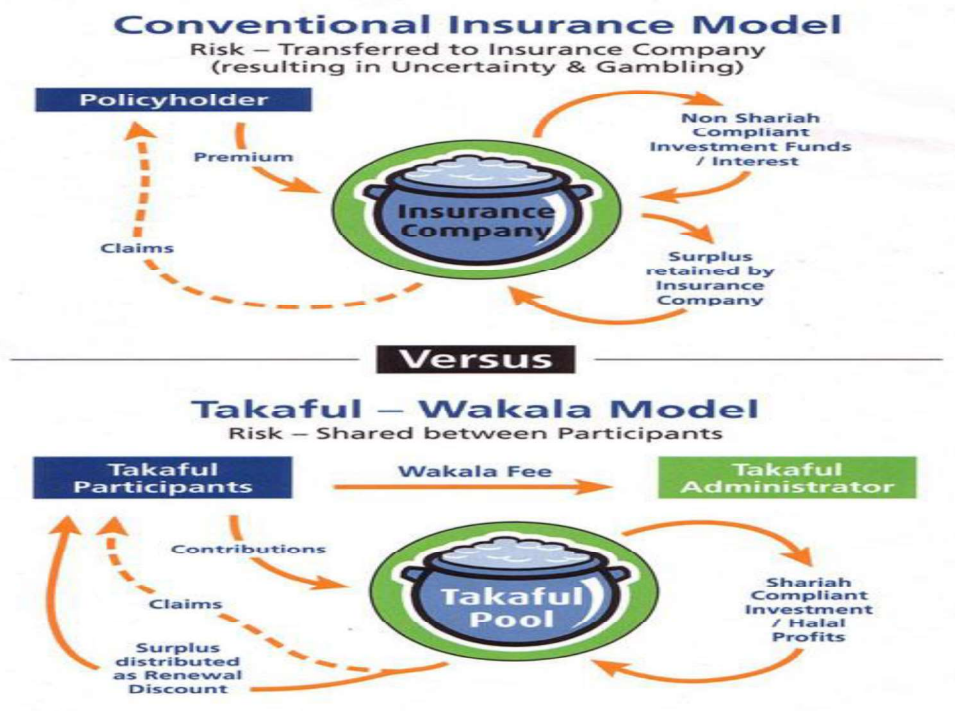 Conventional Insurance Model
Risk – Transferred to Insurance Company
(resulting in Uncertainty & Gambling)
Policyholder
Premium
Claims
Insurance
Company
Non Shariah
Compliant
Investment Funds
/ Interest
Surplus
retained by
Insurance
Company
Versus
Takaful – Wakala Model
Risk – Shared between Participants
Takaful
Participants
Wakala Fee
Takaful
Administrator
Contributions
Claims
Surplus
distributed
as Renewal
Discount
Takaful
Pool
Shariah
Compliant
Investment
/ Halal
Profits